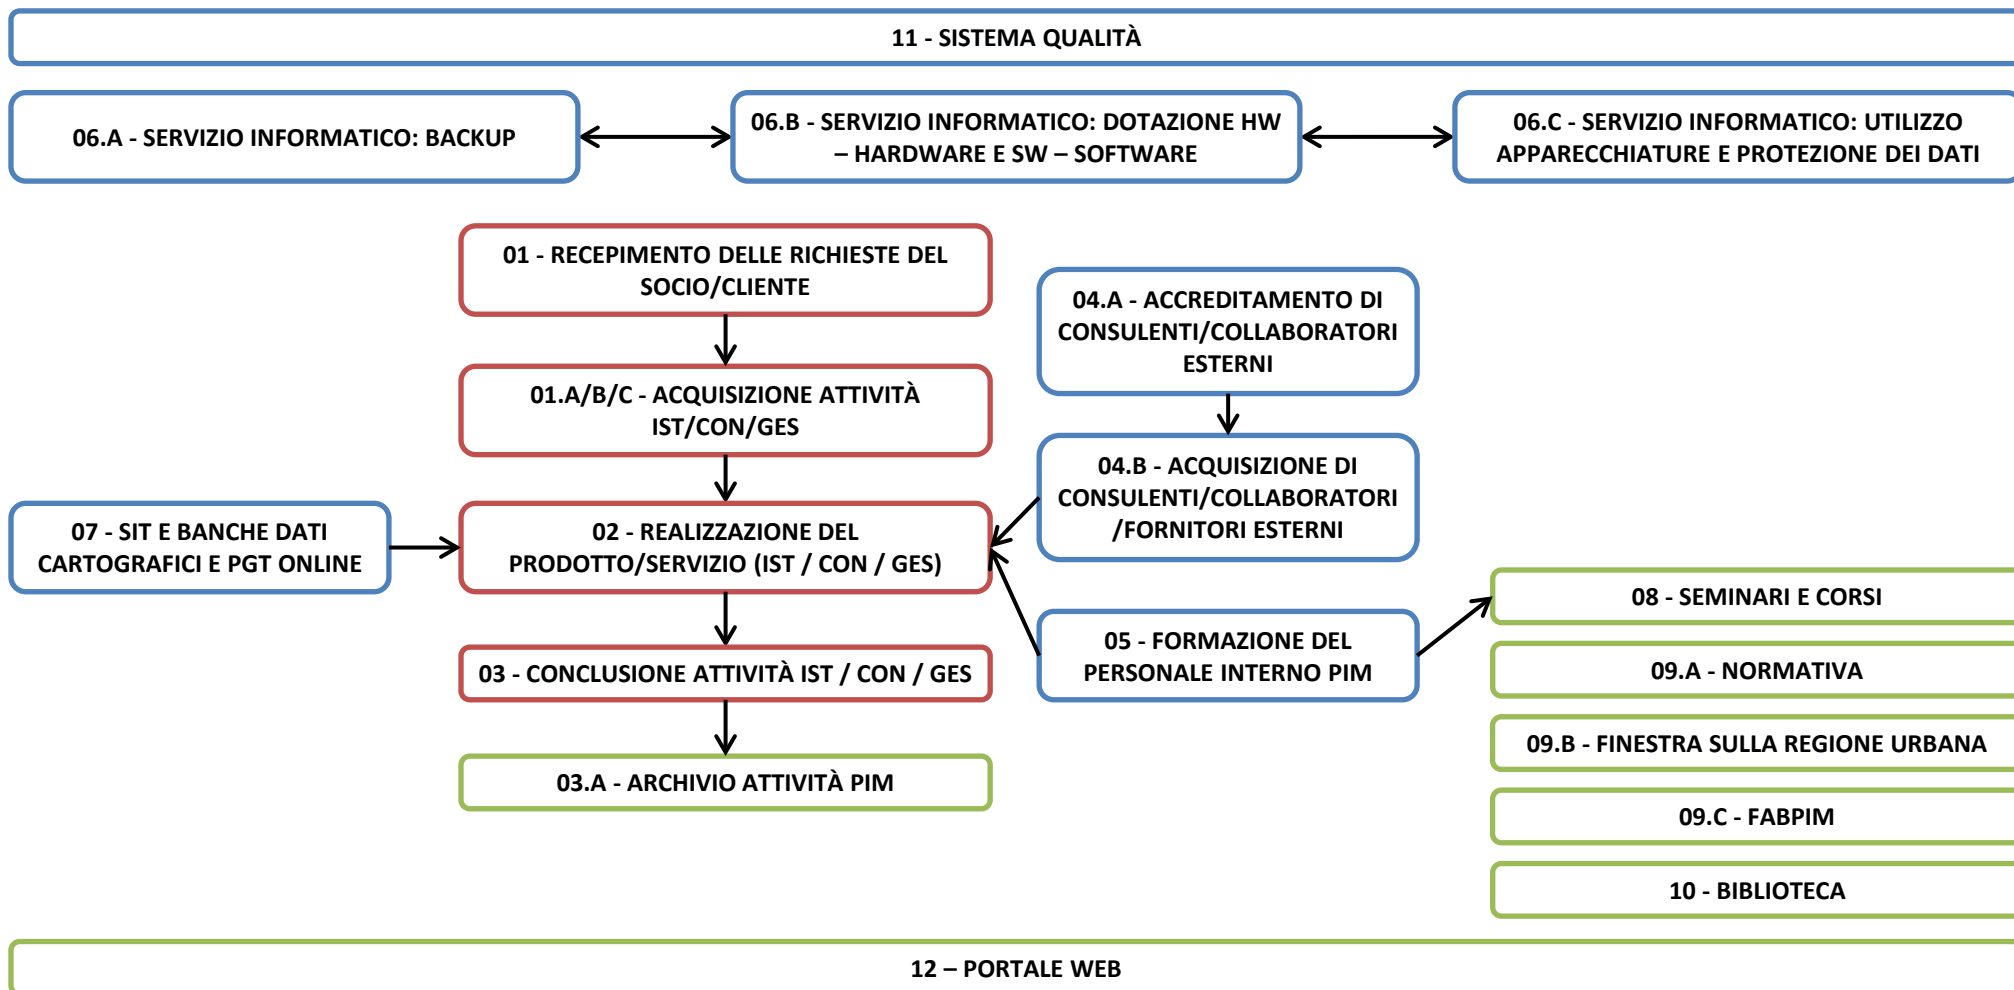 11 - SISTEMA QUALITÀ
06.A - SERVIZIO INFORMATICO: BACKUP
06.B - SERVIZIO INFORMATICO: DOTAZIONE HW
– HARDWARE E SW – SOFTWARE
06.C - SERVIZIO INFORMATICO: UTILIZZO
APPARECCHIATURE E PROTEZIONE DEI DATI
01 - RECEPIMENTO DELLE RICHIESTE DEL
SOCIO/CLIENTE
04.A - ACCREDITAMENTO DI
CONSULENTI/COLLABORATORI
ESTERNI
01.A/B/C - ACQUISIZIONE ATTIVITÀ
IST/CON/GES
04.B - ACQUISIZIONE DI
CONSULENTI/COLLABORATORI
/FORNITORI ESTERNI
07 - SIT E BANCHE DATI
CARTOGRAFICI E PGT ONLINE
02 - REALIZZAZIONE DEL
PRODOTTO/SERVIZIO (IST / CON / GES)
05 - FORMAZIONE DEL
PERSONALE INTERNO PIM
08 - SEMINARI E CORSI
03 - CONCLUSIONE ATTIVITÀ IST / CON / GES
09.A - NORMATIVA
09.B - FINESTRA SULLA REGIONE URBANA
03.A - ARCHIVIO ATTIVITÀ PIM
09.C - FABPIM
10 - BIBLIOTECA
12 – PORTALE WEB